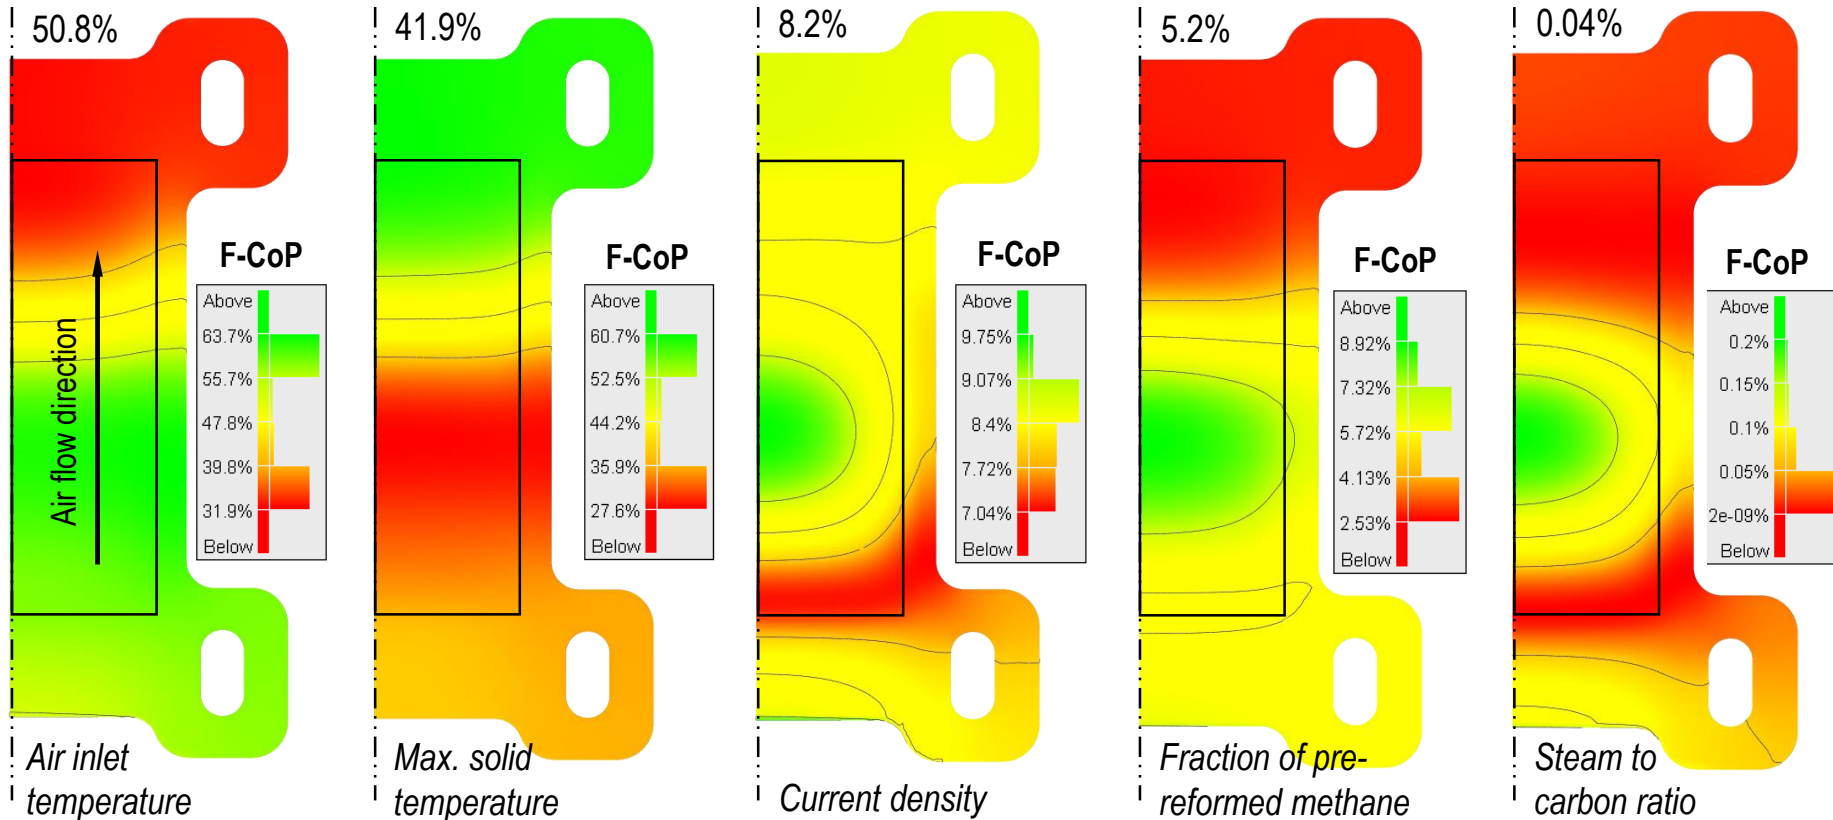 50.8%
41.9%
8.2%
5.2%
0.04%
F-CoP
Above
63.7%
55.7%
47.8%
39.8%
31.9%
Below
Air flow direction
Air inlet
temperature
F-CoP
Above
60.7%
52.5%
44.2%
35.9%
27.6%
Below
Max. solid
temperature
F-CoP
Above
9.75%
9.07%
8.4%
7.72%
7.04%
Below
Current density
F-CoP
Above
8.92%
7.32%
5.72%
4.13%
2.53%
Below
Fraction of pre-
reformed methane
F-CoP
Above
0.2%
0.15%
0.1%
0.05%
2e-09%
Below
Steam to
carbon ratio